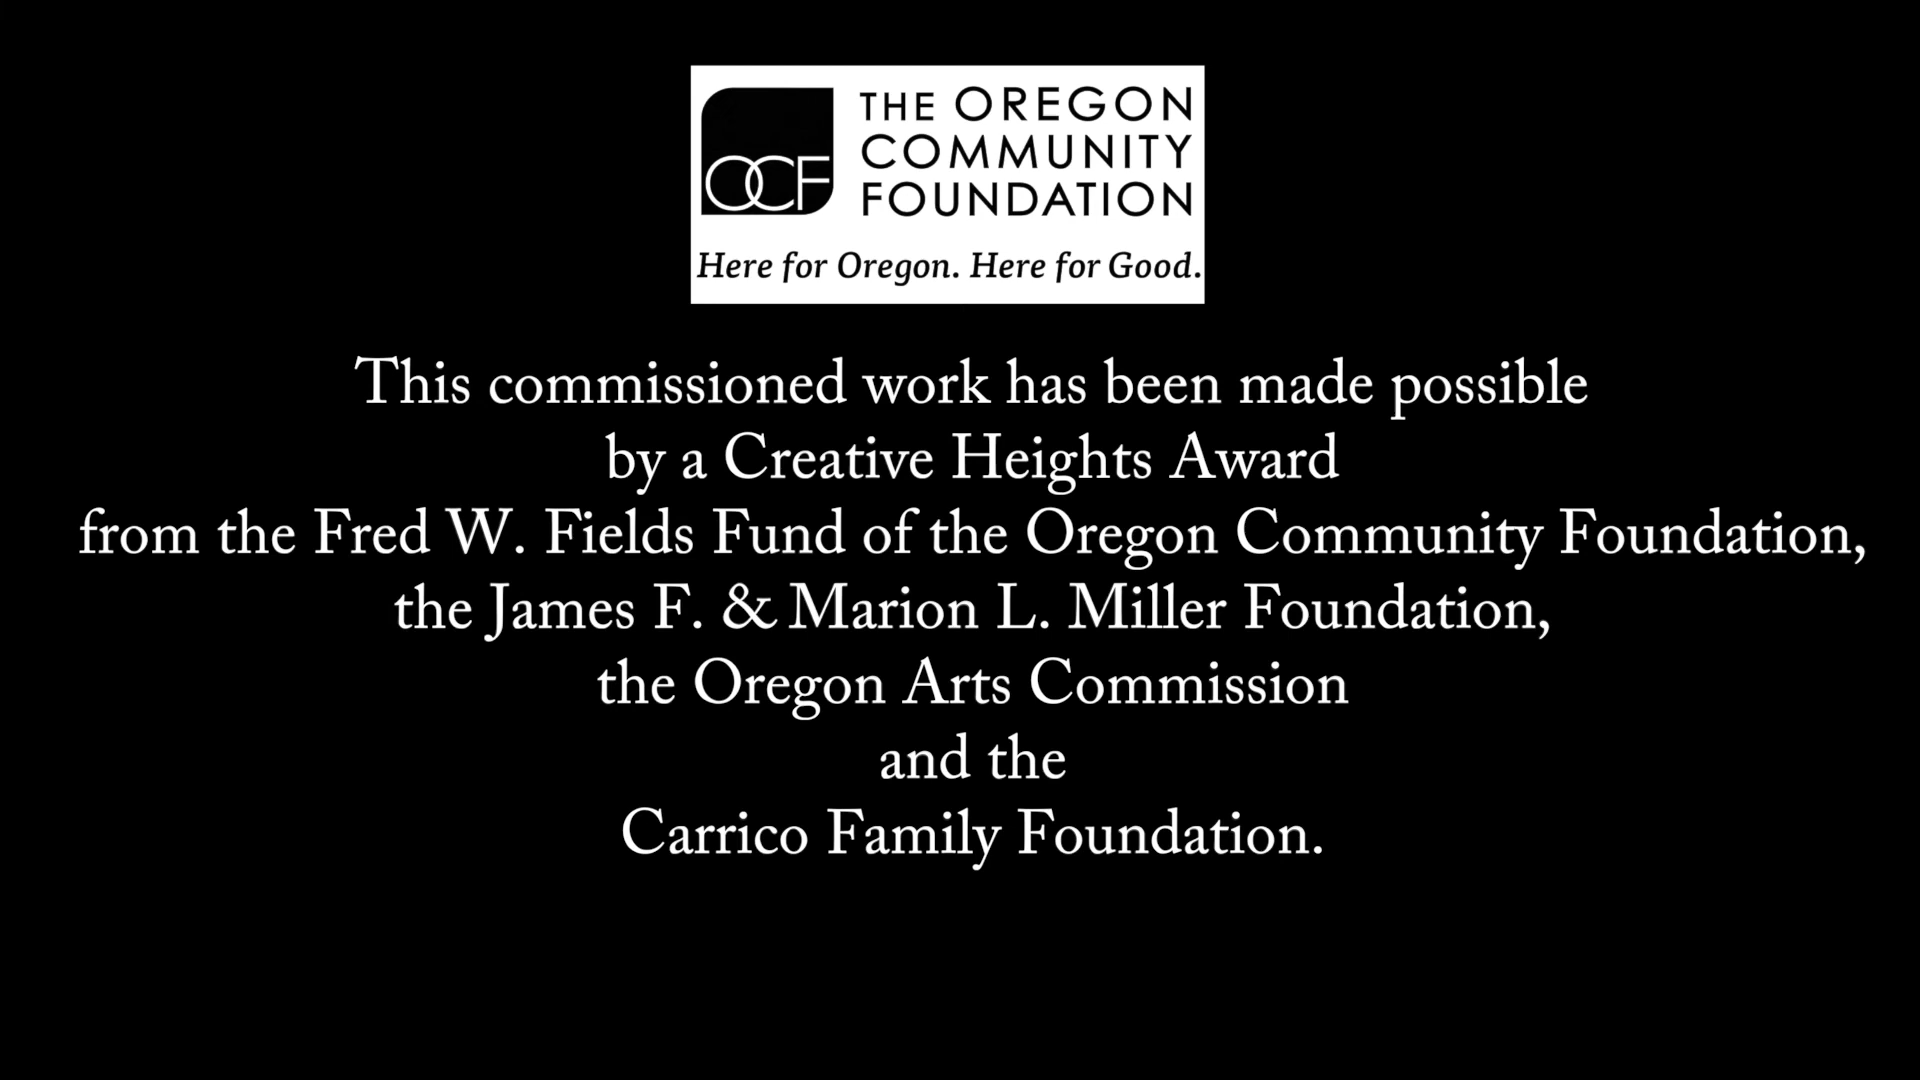 OCF
THE OREGON
COMMUNITY
FOUNDATION
Here for Oregon. Here for Good.
This commissioned work has been made possible
by a Creative Heights Award
from the Fred W. Fields Fund of the Oregon Community Foundation,
the James F. & Marion L. Miller Foundation,
the Oregon Arts Commission
and the
Carrico Family Foundation.